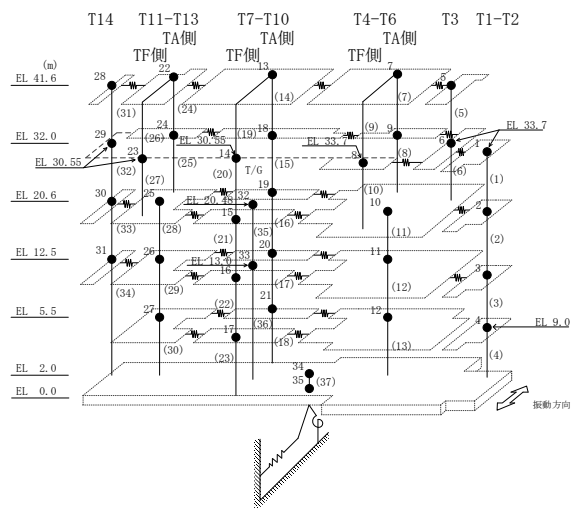 T14 T11-T13 T7-T10 T4-T6 T3 T1-T2
TA側 TA側 TA側
TF側 TF側 TF側
(m)
EL 41.6 28 22 13 7 5
(31) (24) (14) (7) (5)
EL 32.0 29 24 (26) (19) 18 (9) 9 6 EL 33.7
EL 30.55 23 (25) EL 30.55 14 (15) EL 33.7 8 (8) (6) 1
(32) (27) (20) T/G (10) (1)
EL 20.6 30 25 EL 20.48 32 19 10 2
(33) (28) 15 (35) (16) (11) (2)
(21)
EL 12.5 31 26 EL 13.0 33 20 11 3
(34) (29) 16 (17) (12) (3)
EL 5.5 27 (22) (36) 21 12 4 EL 9.0
(30) 17 (23) (18) (13) (4)
EL 2.0 34
EL 0.0 35 (37)
振動方向